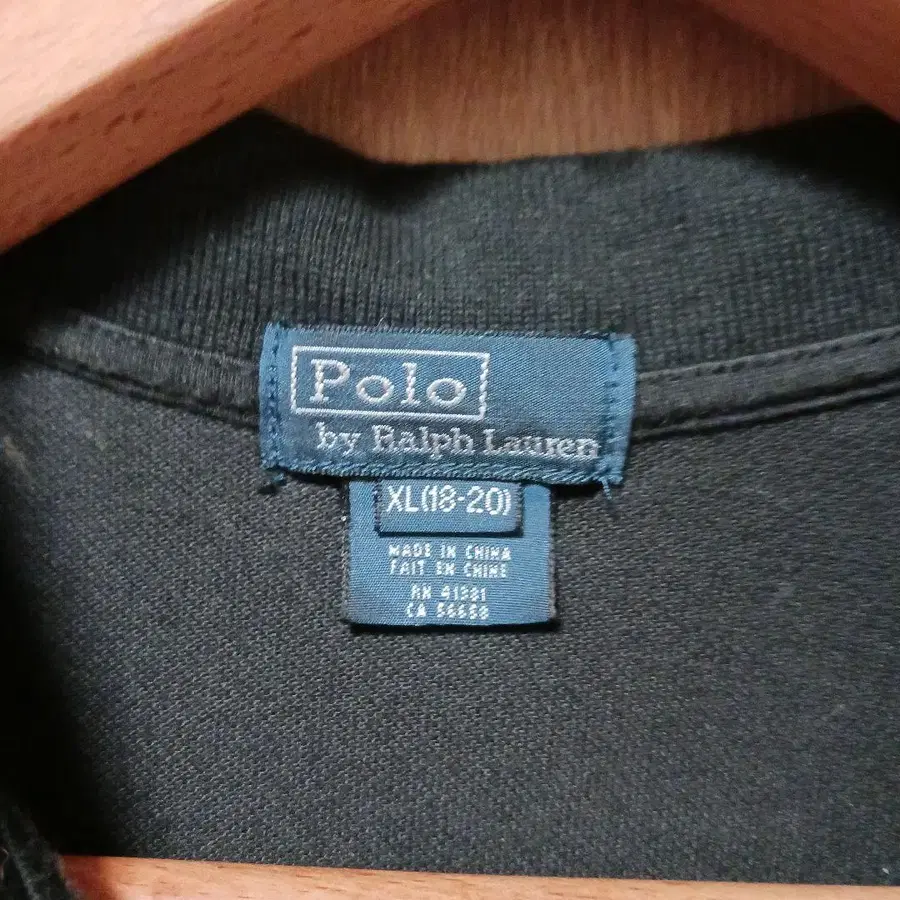 Polo
by Ralph Lauren
XL(18-20)
MADE IN CHINA
FAIT EN CHINE
RN 41381
CA 56658